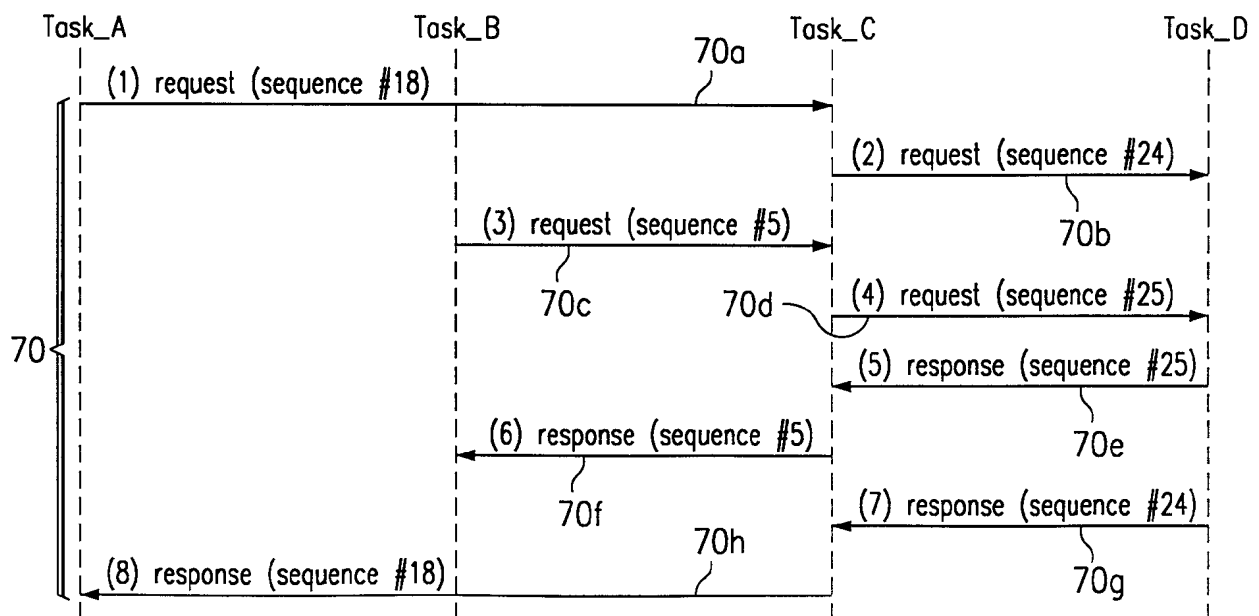 Task_A Task_B Task_C Task_D
70a
(1) request (sequence #18)
(2) request (sequence #24)
70b
(3) request (sequence #5)
70c
70d
(4) request (sequence #25)
70
(5) response (sequence #25)
70e
(6) response (sequence #5)
70f
(7) response (sequence #24)
70g
70h
(8) response (sequence #18)